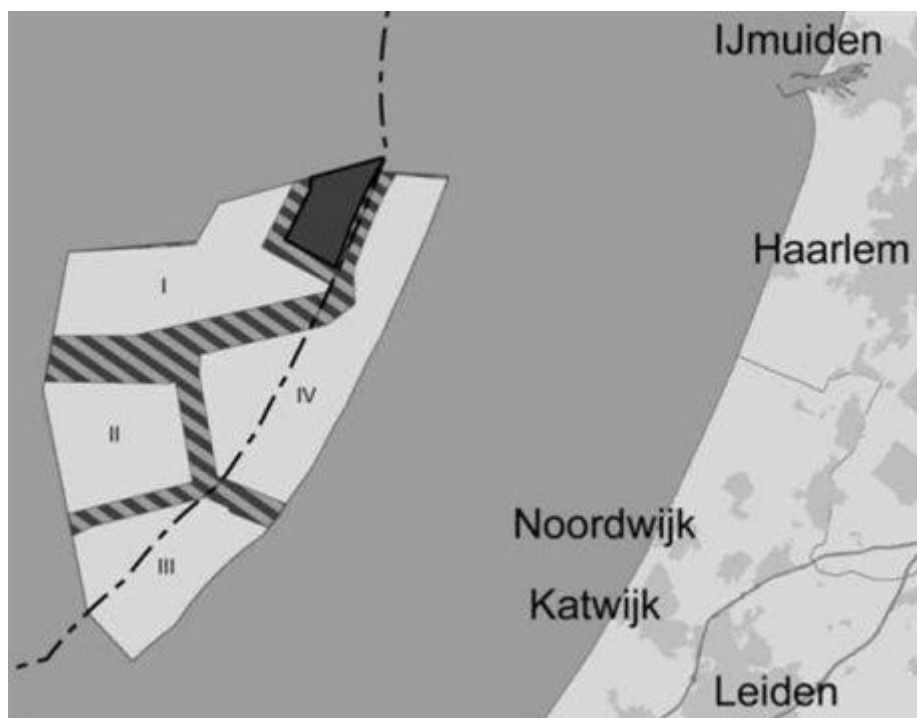 IJmuiden
Haarlem
I
IV
II
Noordwijk
III
Katwijk
Leiden